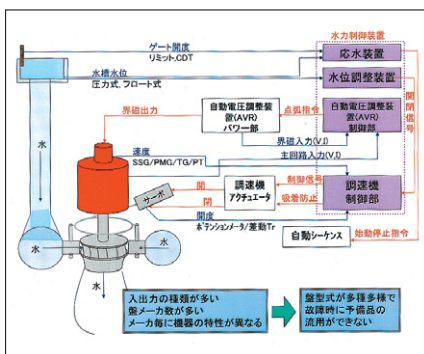 水力制御装置
ゲート開度
リミット,CDT
応水装置
水槽水位
圧力式, フロート式
水位調整装置
開閉信号
界磁出力
自動電圧調整装
置(AVR)
パワー部
点弧指令
自動電圧調整装
置(AVR)
制御部
界磁入力(V.I)
主回路入力(V.I)
速度
SSG/PMG/TG/PT
制御信号
開
閉
調速機
アクチュエータ
吸着防止
調速機
制御部
サーボ
開度
ポテンションメータ/差動Tr
自動シーケンス
始動停止指令
水
水
水
水
入出力の種類が多い
盤メーカ数が多い
メーカ毎に機器の特性が異なる
盤型式が多種多様で
故障時に予備品の
流用ができない